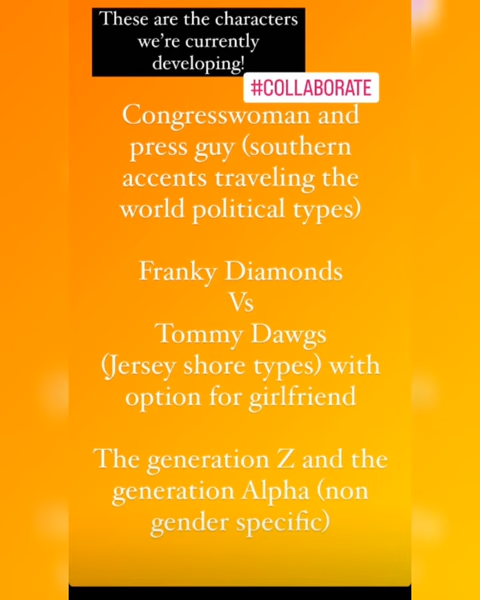 These are the characters
we’re currently
developing!
#COLLABORATE
Congresswoman and
press guy (southern
accents traveling the
world political types)
Franky Diamonds
Vs
Tommy Dawgs
(Jersey shore types) with
option for girlfriend
The generation Z and the
generation Alpha (non
gender specific)